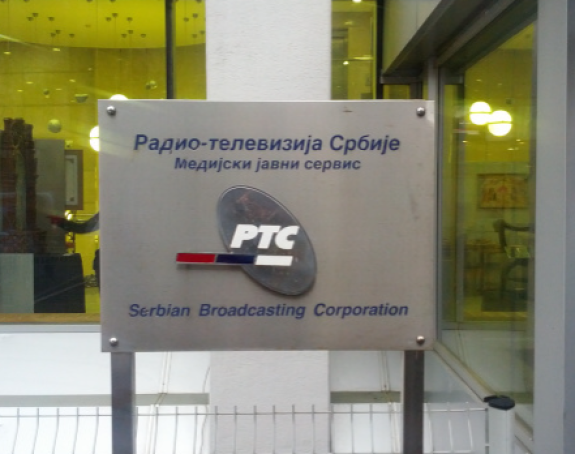 Радио-телевизија Србије
Медијски јавни сервис
РТС
Serbian Broadcasting Corporation